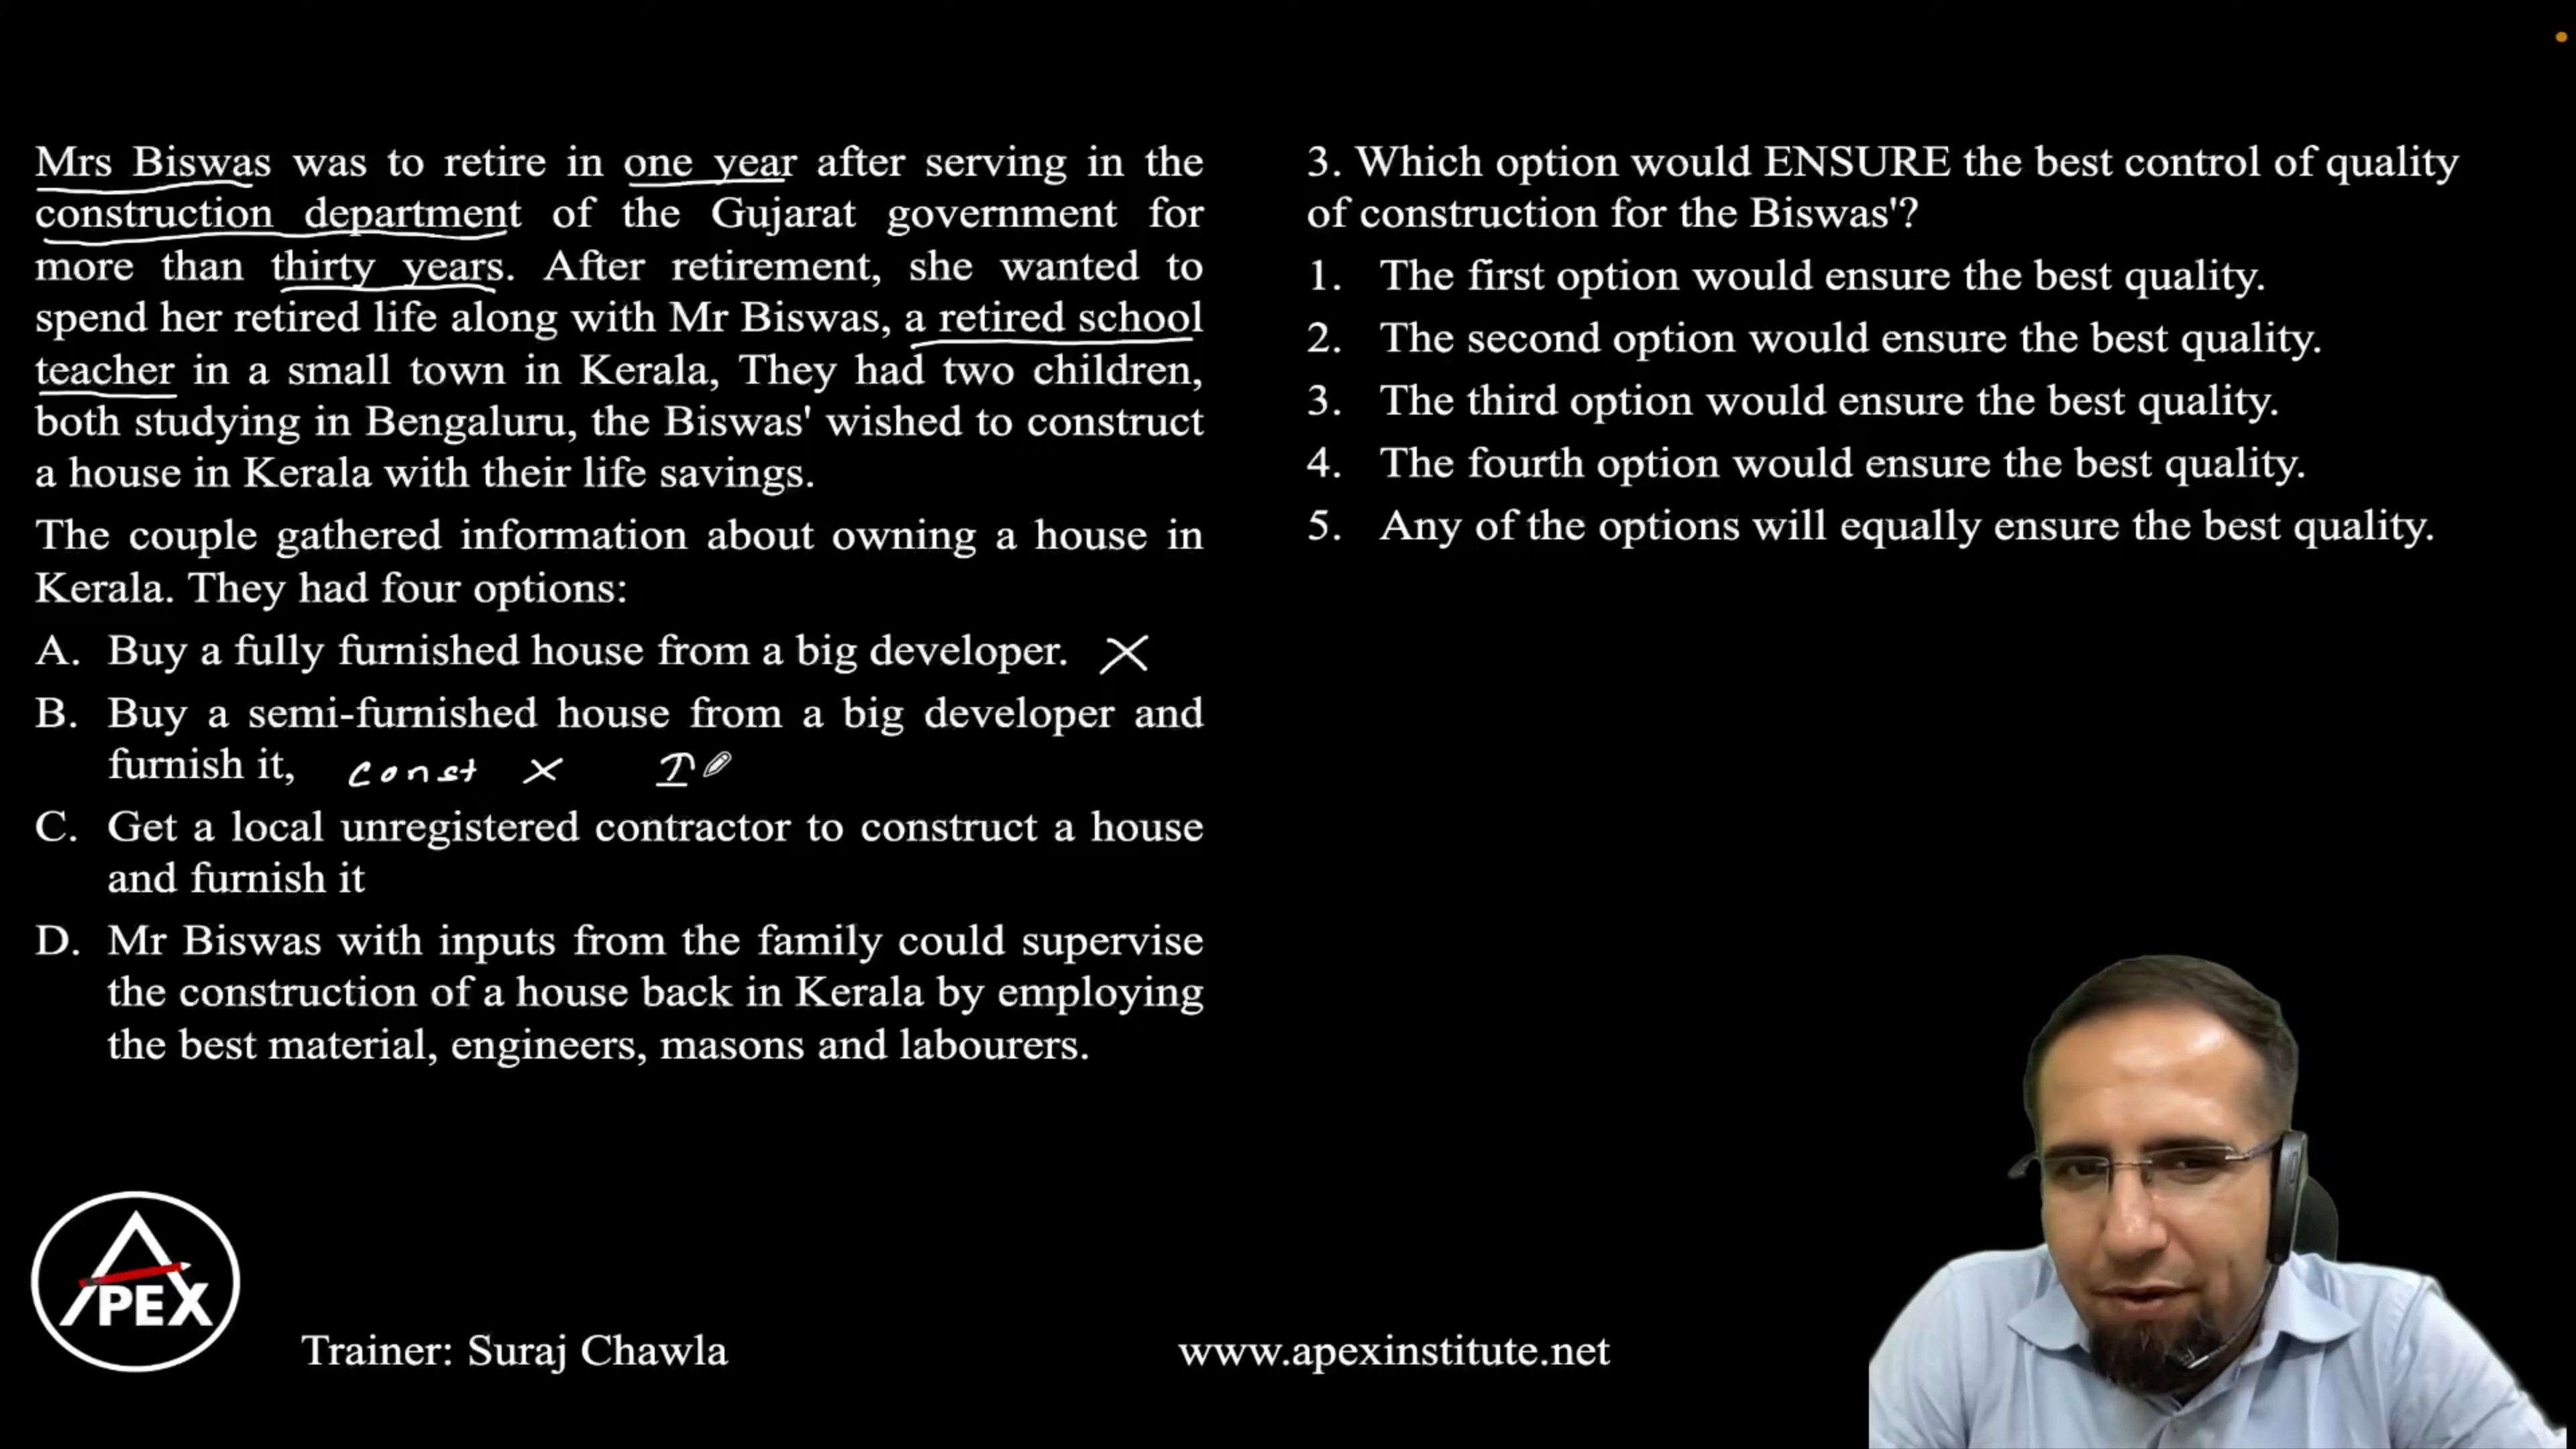 Mrs Biswas was to retire in one year after serving in the
construction department of the Gujarat government for
more than thirty years. After retirement, she wanted to
spend her retired life along with Mr Biswas, a retired school
teacher in a small town in Kerala, They had two children,
both studying in Bengaluru, the Biswas' wished to construct
a house in Kerala with their life savings.
The couple gathered information about owning a house in
Kerala. They had four options:
A. Buy a fully furnished house from a big developer. X
B. Buy a semi-furnished house from a big developer and
furnish it, const X I
C. Get a local unregistered contractor to construct a house
and furnish it
D. Mr Biswas with inputs from the family could supervise
the construction of a house back in Kerala by employing
the best material, engineers, masons and labourers.
3. Which option would ENSURE the best control of quality
of construction for the Biswas'?
1. The first option would ensure the best quality.
2. The second option would ensure the best quality.
3. The third option would ensure the best quality.
4. The fourth option would ensure the best quality.
5. Any of the options will equally ensure the best quality.
APEX
Trainer: Suraj Chawla
www.apexinstitute.net